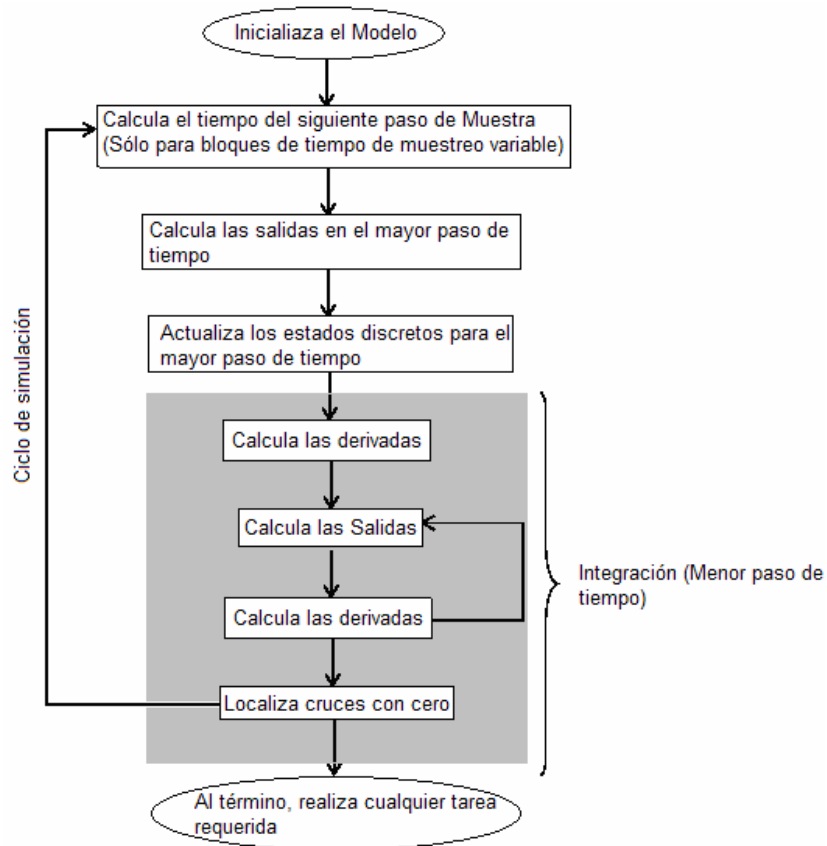 Inicialiaza el Modelo
Calcula el tiempo del siguiente paso de Muestra
(Sólo para bloques de tiempo de muestreo variable)
Calcula las salidas en el mayor paso de
tiempo
Actualiza los estados discretos para el
mayor paso de tiempo
Ciclo de simulación
Calcula las derivadas
Calcula las Salidas
Calcula las derivadas
Localiza cruces con cero
Integración (Menor paso de
tiempo)
Al término, realiza cualquier tarea
requerida